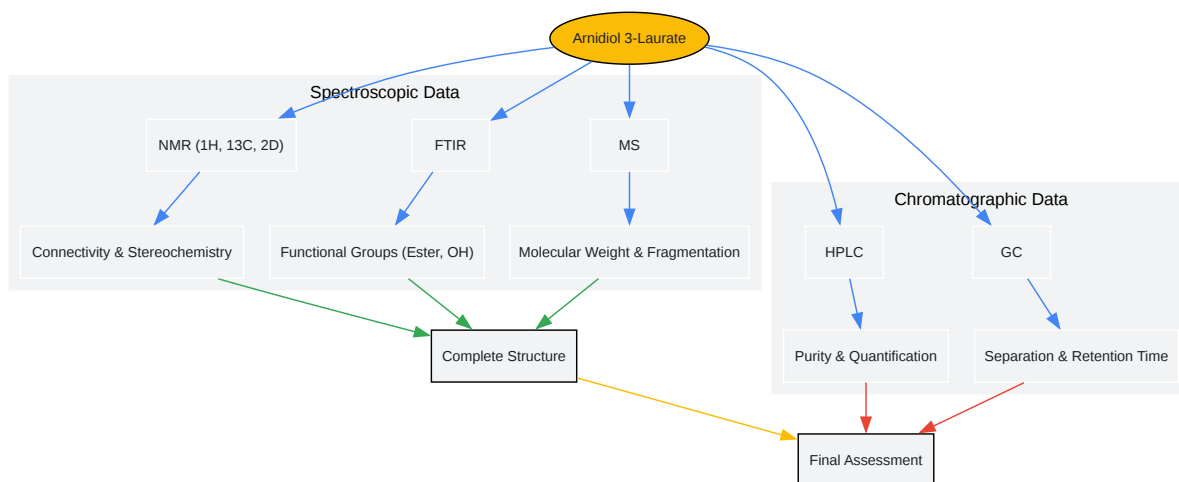 Arnidiol 3-Laurate
Spectroscopic Data
NMR (1H, 13C, 2D)
FTIR
MS
Chromatographic Data
Connectivity & Stereochemistry
Functional Groups (Ester, OH)
Molecular Weight & Fragmentation
HPLC
GC
Complete Structure
Purity & Quantification
Separation & Retention Time
Final Assessment